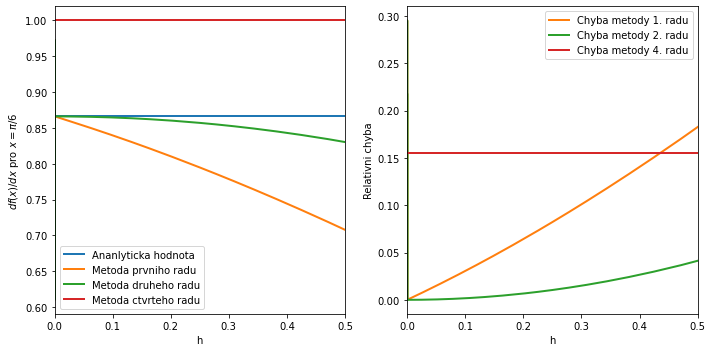 df(x)/dx pro x = π/6
1.00
0.95
0.90
0.85
0.80
0.75
0.70
0.65
0.60
Ananlyticka hodnota
Metoda prvniho radu
Metoda druheho radu
Metoda ctvrteho radu
0.0 0.1 0.2 0.3 0.4 0.5
h
Relativni chyba
0.30
0.25
0.20
0.15
0.10
0.05
0.00
Chyba metody 1. radu
Chyba metody 2. radu
Chyba metody 4. radu
0.0 0.1 0.2 0.3 0.4 0.5
h